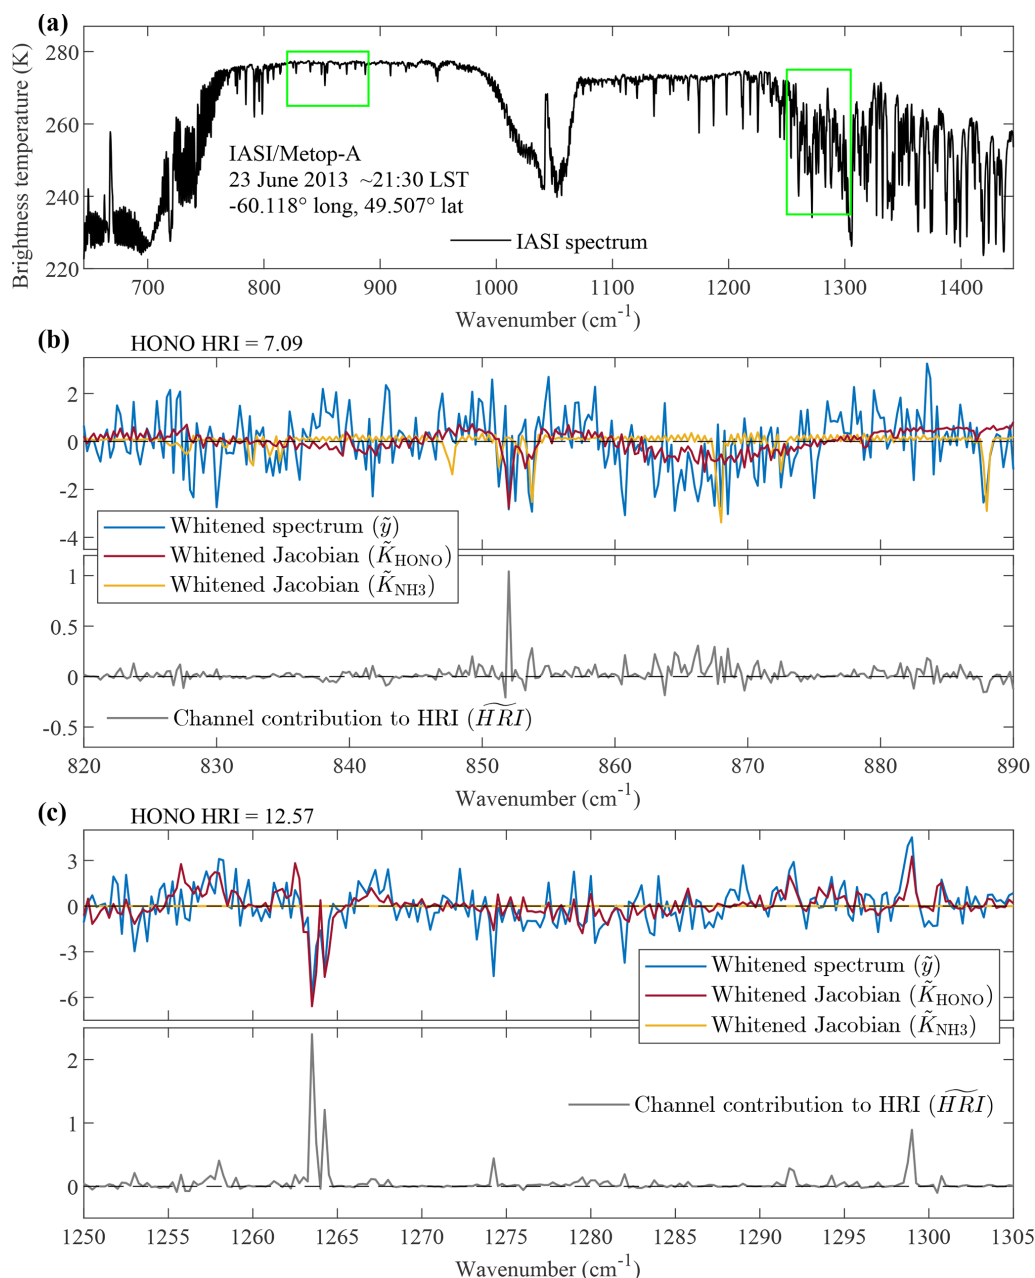 (a)
280
260
240
220
Brightness temperature (K)
IASI/Metop-A
23 June 2013 ~21:30 LST
-60.118° long, 49.507° lat
IASI spectrum
700 800 900 1000 1100 1200 1300 1400
Wavenumber (cm⁻¹)
(b)
HONO HRI = 7.09
2
0
-2
-4
Whitened spectrum (ỹ)
Whitened Jacobian (K̃HONO)
Whitened Jacobian (K̃NH3)
1
0.5
0
-0.5
Channel contribution to HRI (H͠RI)
820 830 840 850 860 870 880 890
Wavenumber (cm⁻¹)
(c)
HONO HRI = 12.57
3
0
-3
-6
Whitened spectrum (ỹ)
Whitened Jacobian (K̃HONO)
Whitened Jacobian (K̃NH3)
2
1
0
Channel contribution to HRI (H͠RI)
1250 1255 1260 1265 1270 1275 1280 1285 1290 1295 1300 1305
Wavenumber (cm⁻¹)